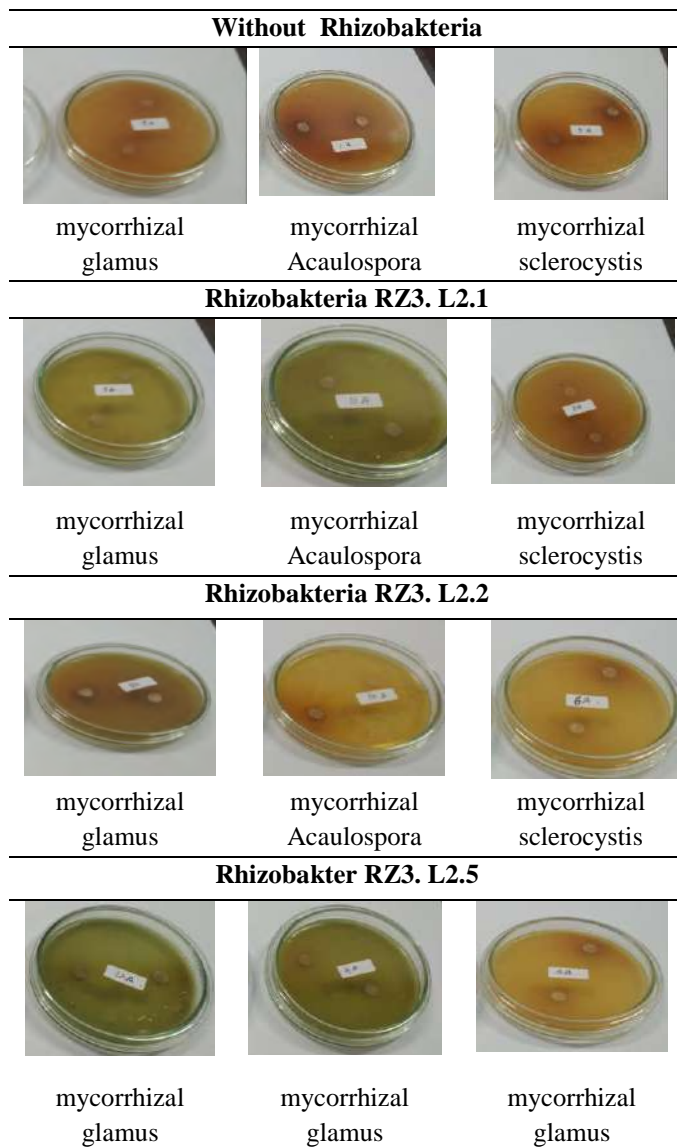 Without Rhizobakteria
mycorrhizal mycorrhizal mycorrhizal
glamus Acaulospora sclerocystis
Rhizobakteria RZ3. L2.1
10 A
mycorrhizal mycorrhizal mycorrhizal
glamus Acaulospora sclerocystis
Rhizobakteria RZ3. L2.2
6A
mycorrhizal mycorrhizal mycorrhizal
glamus Acaulospora sclerocystis
Rhizobakter RZ3. L2.5
mycorrhizal mycorrhizal mycorrhizal
glamus glamus glamus